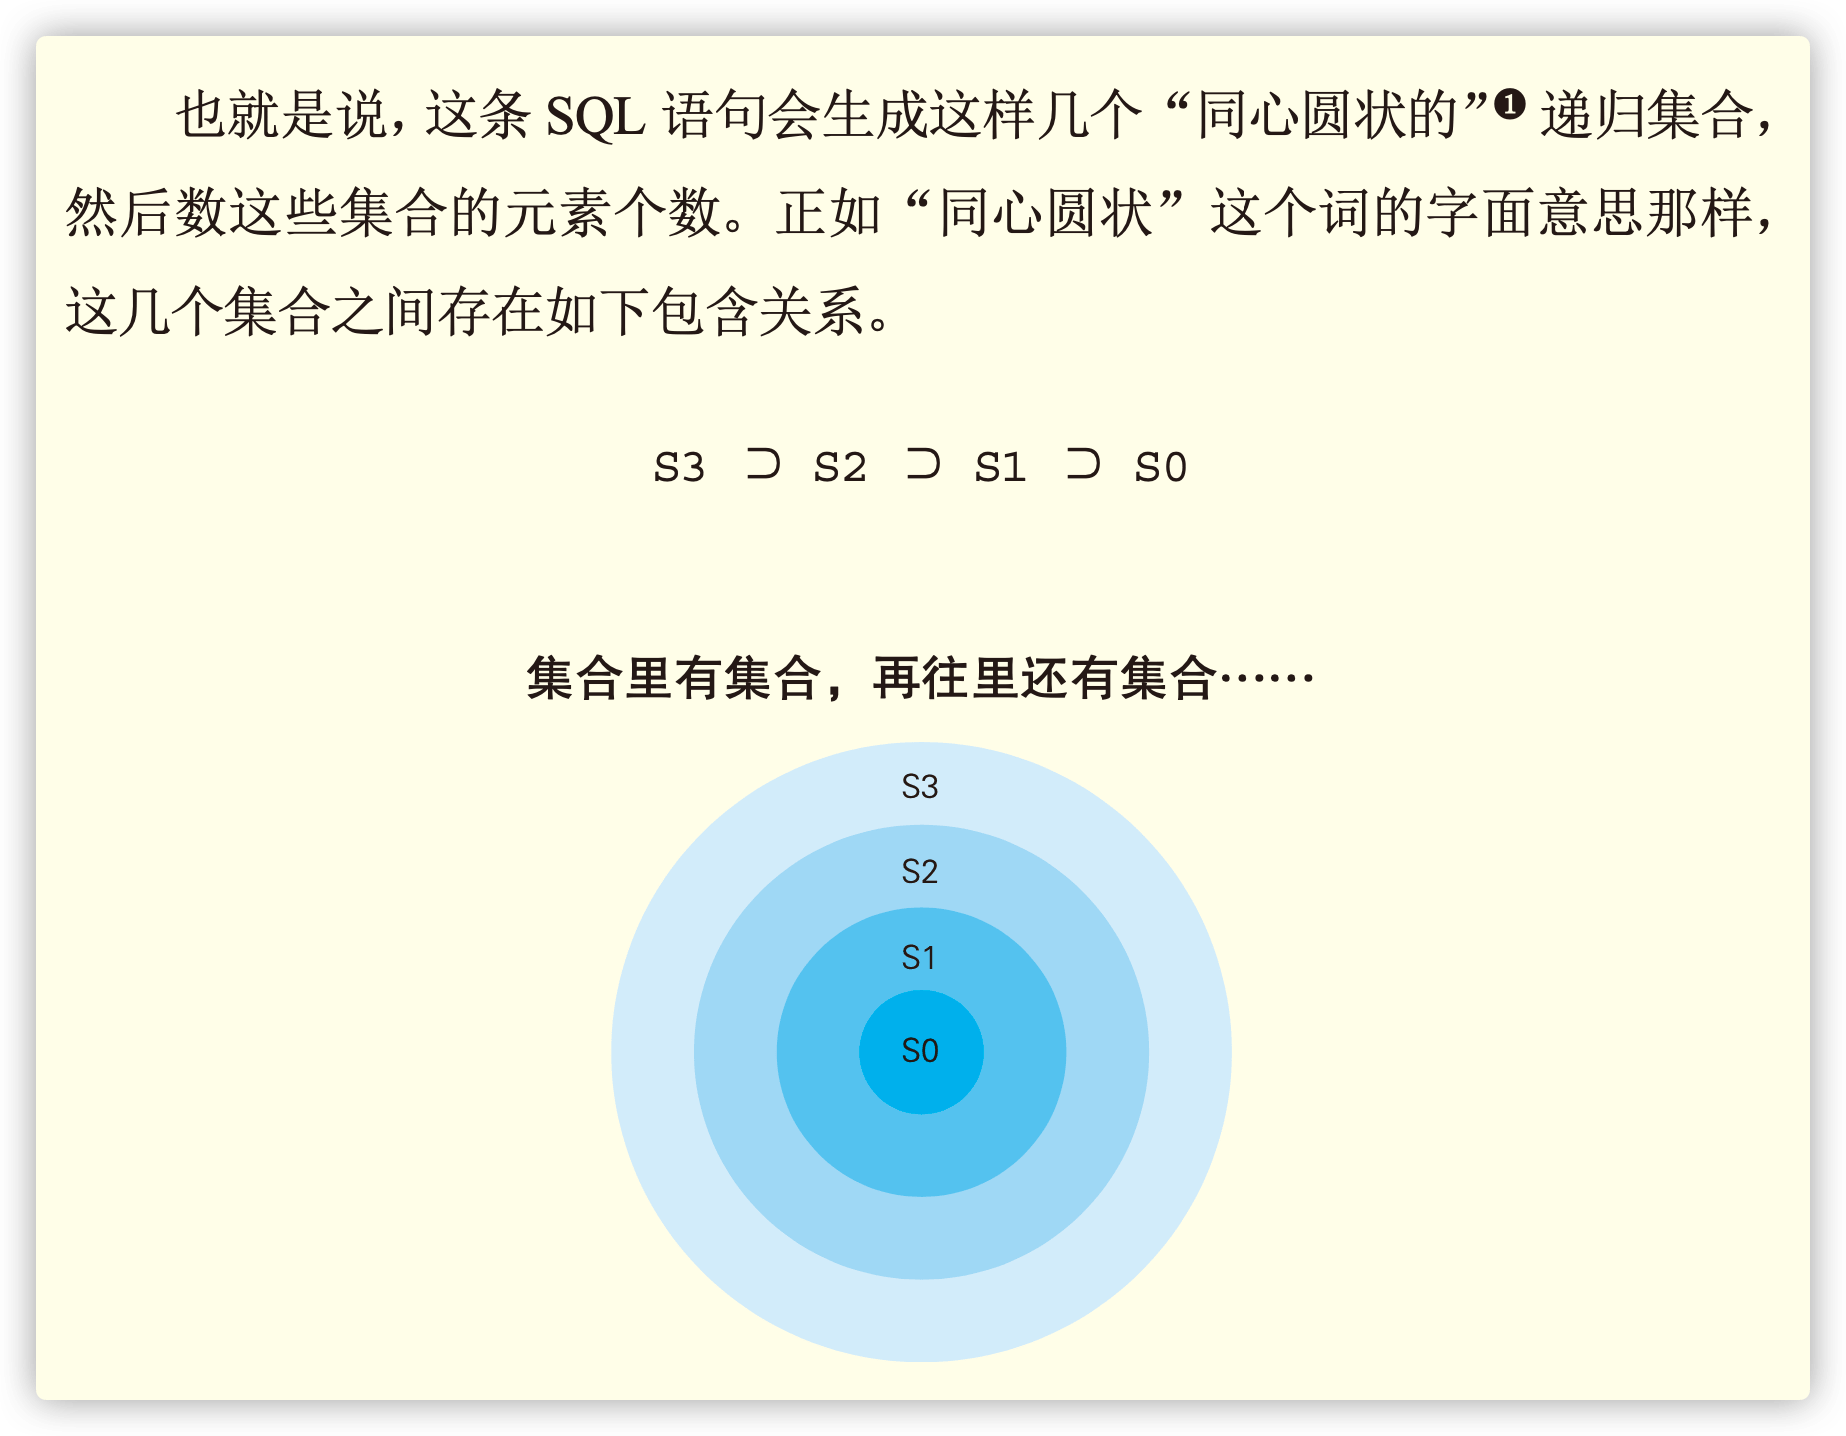 也就是说，这条 SQL 语句会生成这样几个“同心圆状的”❶ 递归集合，
然后数这些集合的元素个数。正如“同心圆状”这个词的字面意思那样，
这几个集合之间存在如下包含关系。
S3 ⊃ S2 ⊃ S1 ⊃ S0
集合里有集合，再往里还有集合……
S3
S2
S1
S0